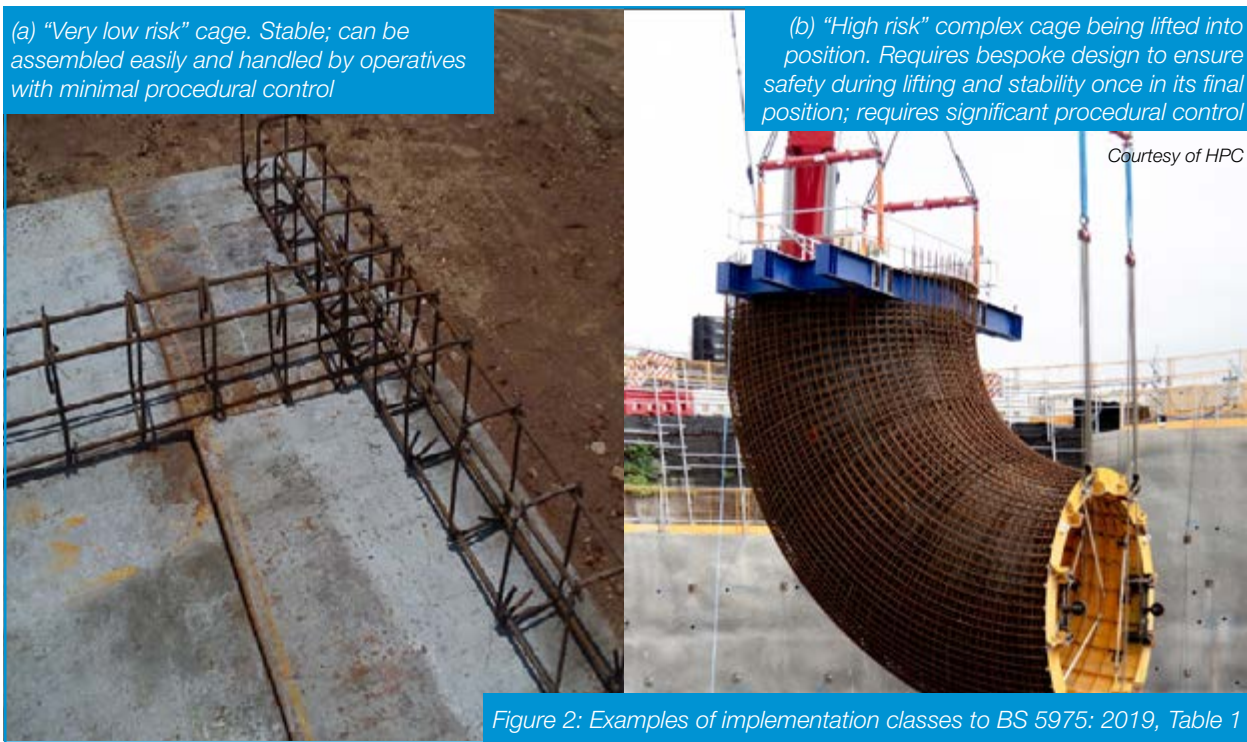 (a) “Very low risk” cage. Stable; can be
assembled easily and handled by operatives
with minimal procedural control
(b) “High risk” complex cage being lifted into
position. Requires bespoke design to ensure
safety during lifting and stability once in its final
position; requires significant procedural control
Courtesy of HPC
Figure 2: Examples of implementation classes to BS 5975: 2019, Table 1